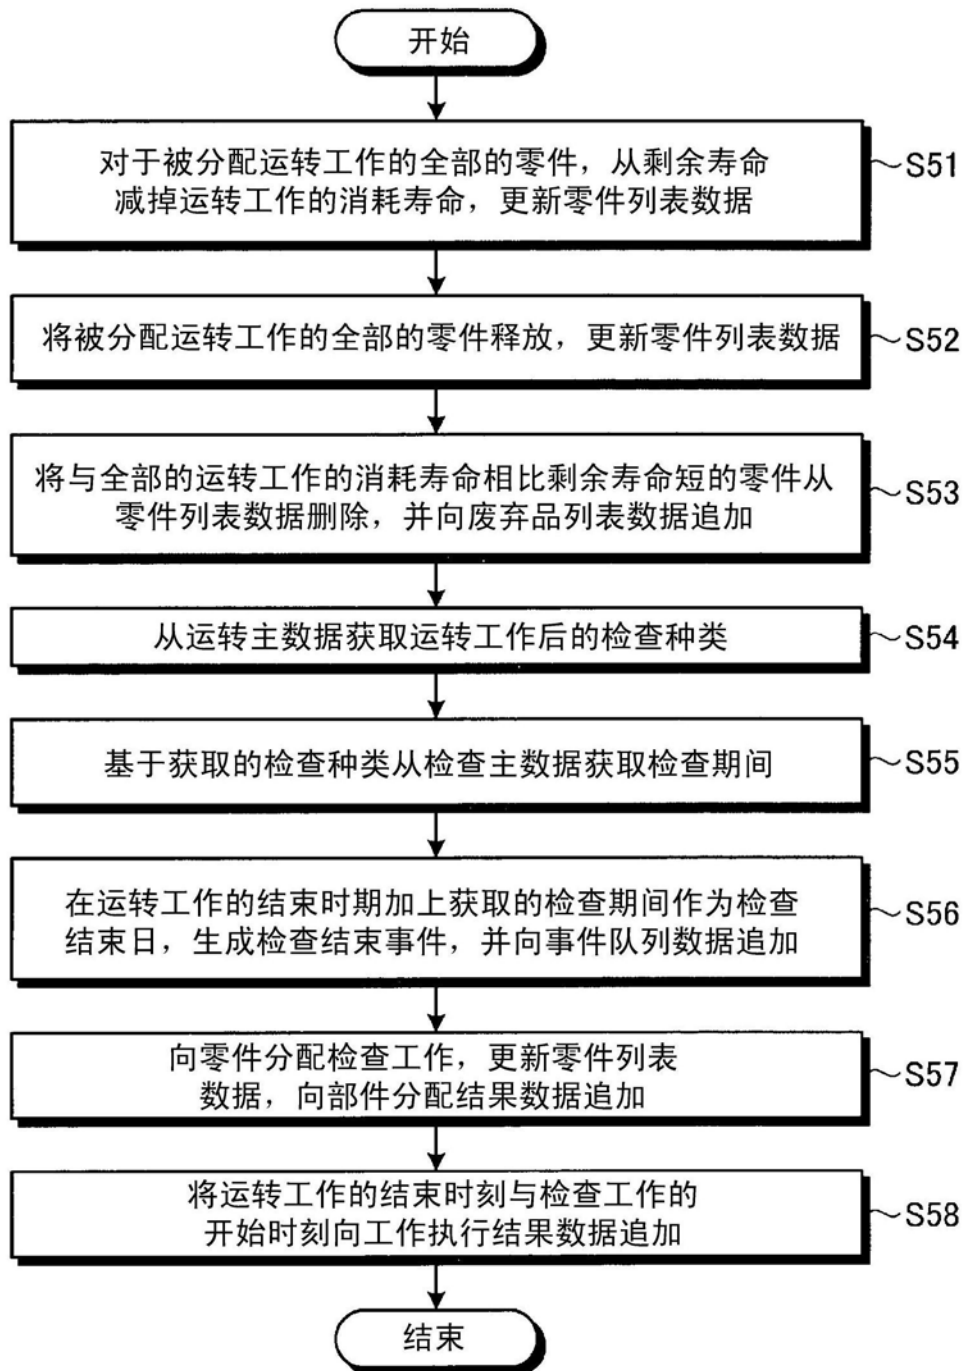 开始
对于被分配运转工作的全部的零件，从剩余寿命
减掉运转工作的消耗寿命，更新零件列表数据
S51
将被分配运转工作的全部的零件释放，更新零件列表数据
S52
将与全部的运转工作的消耗寿命相比剩余寿命短的零件从
零件列表数据删除，并向废弃品列表数据追加
S53
从运转主数据获取运转工作后的检查种类
S54
基于获取的检查种类从检查主数据获取检查期间
S55
在运转工作的结束时期加上获取的检查期间作为检查
结束日，生成检查结束事件，并向事件队列数据追加
S56
向零件分配检查工作，更新零件列表
数据，向部件分配结果数据追加
S57
将运转工作的结束时刻与检查工作的
开始时刻向工作执行结果数据追加
S58
结束